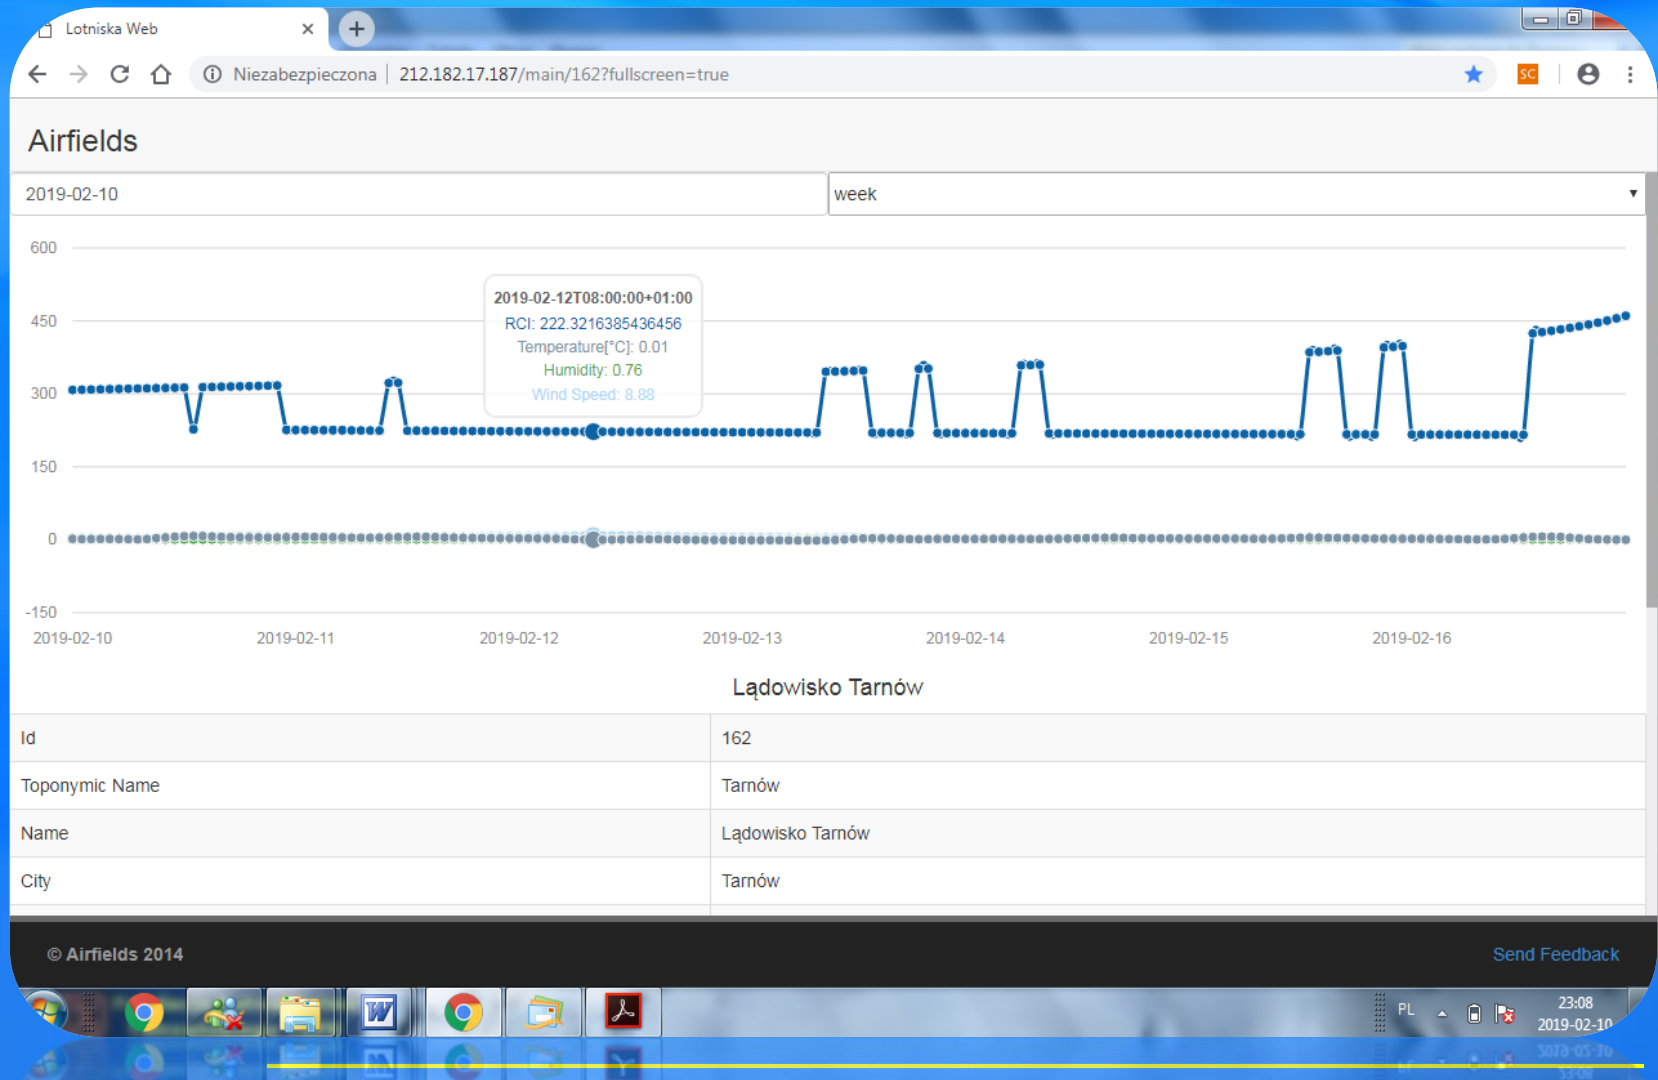 Lotniska Web
Niezabezpieczona 212.182.17.187/main/162?fullscreen=true
SC
Airfields
2019-02-10 week
600
2019-02-12T08:00:00+01:00
RCI: 222.3216385436456
Temperature[°C]: 0.01
Humidity: 0.76
Wind Speed: 8.88
450
300
150
0
-150
2019-02-10 2019-02-11 2019-02-12 2019-02-13 2019-02-14 2019-02-15 2019-02-16
Lądowisko Tarnów
Id 162
Toponymic Name Tarnów
Name Lądowisko Tarnów
City Tarnów
© Airfields 2014 Send Feedback
PL
23:08
2019-02-10